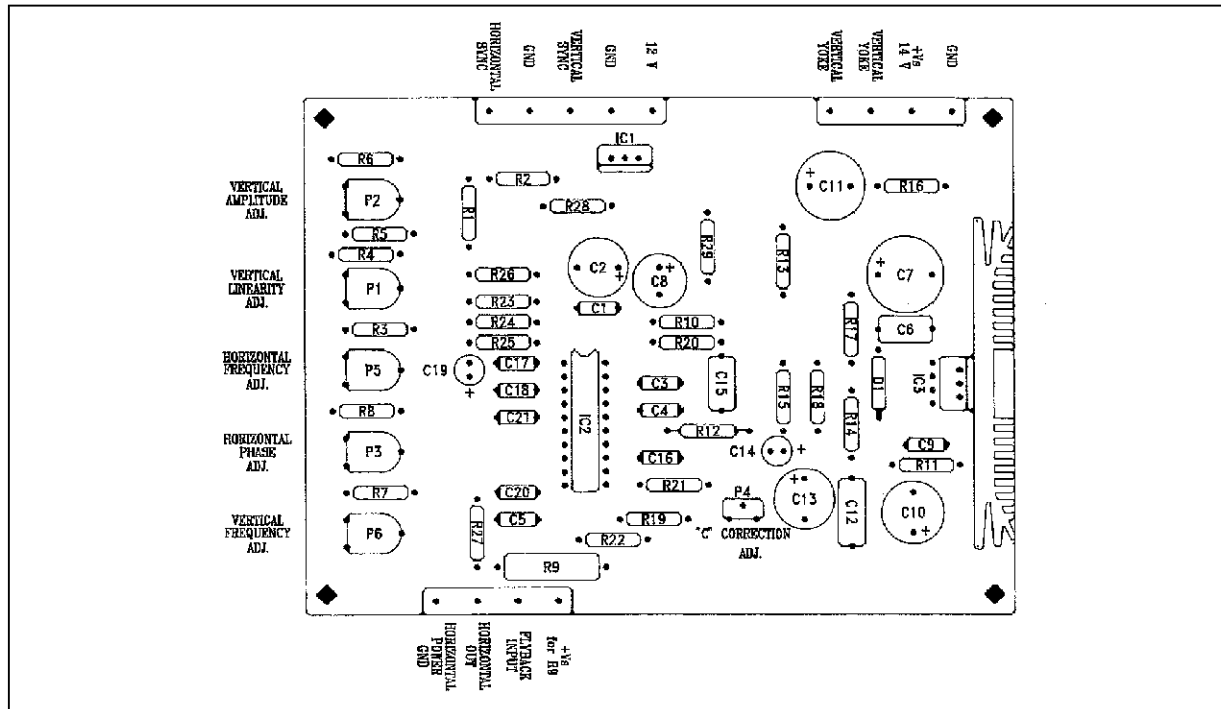 HORIZONTAL
SYNC
GND
VERTICAL
SYNC
GND
12 V
VERTICAL
YOKE
VERTICAL
YOKE
+Vs
14 V
GND
IC1
R6
R2
C11
R16
VERTICAL
AMPLITUDE
ADJ.
P2
R1
R28
R5
R4
R29
R13
VERTICAL
LINEARITY
ADJ.
P1
R26
C2
C8
C7
R23
C1
R3
R24
R10
R17
C6
R25
R20
HORIZONTAL
FREQUENCY
ADJ.
P5
C19
C17
C18
C21
IC2
C3
C4
C15
R15
R18
D1
IC3
R8
R12
R14
HORIZONTAL
PHASE
ADJ.
P3
C14
C9
C16
R11
R7
C20
R21
P4
C13
C12
C10
VERTICAL
FREQUENCY
ADJ.
P6
R27
C5
R19
"C" CORRECTION
ADJ.
R22
R9
HORIZONTAL
POWER
GND
HORIZONTAL
OUT
FLYBACK
INPUT
+Vs
for R9